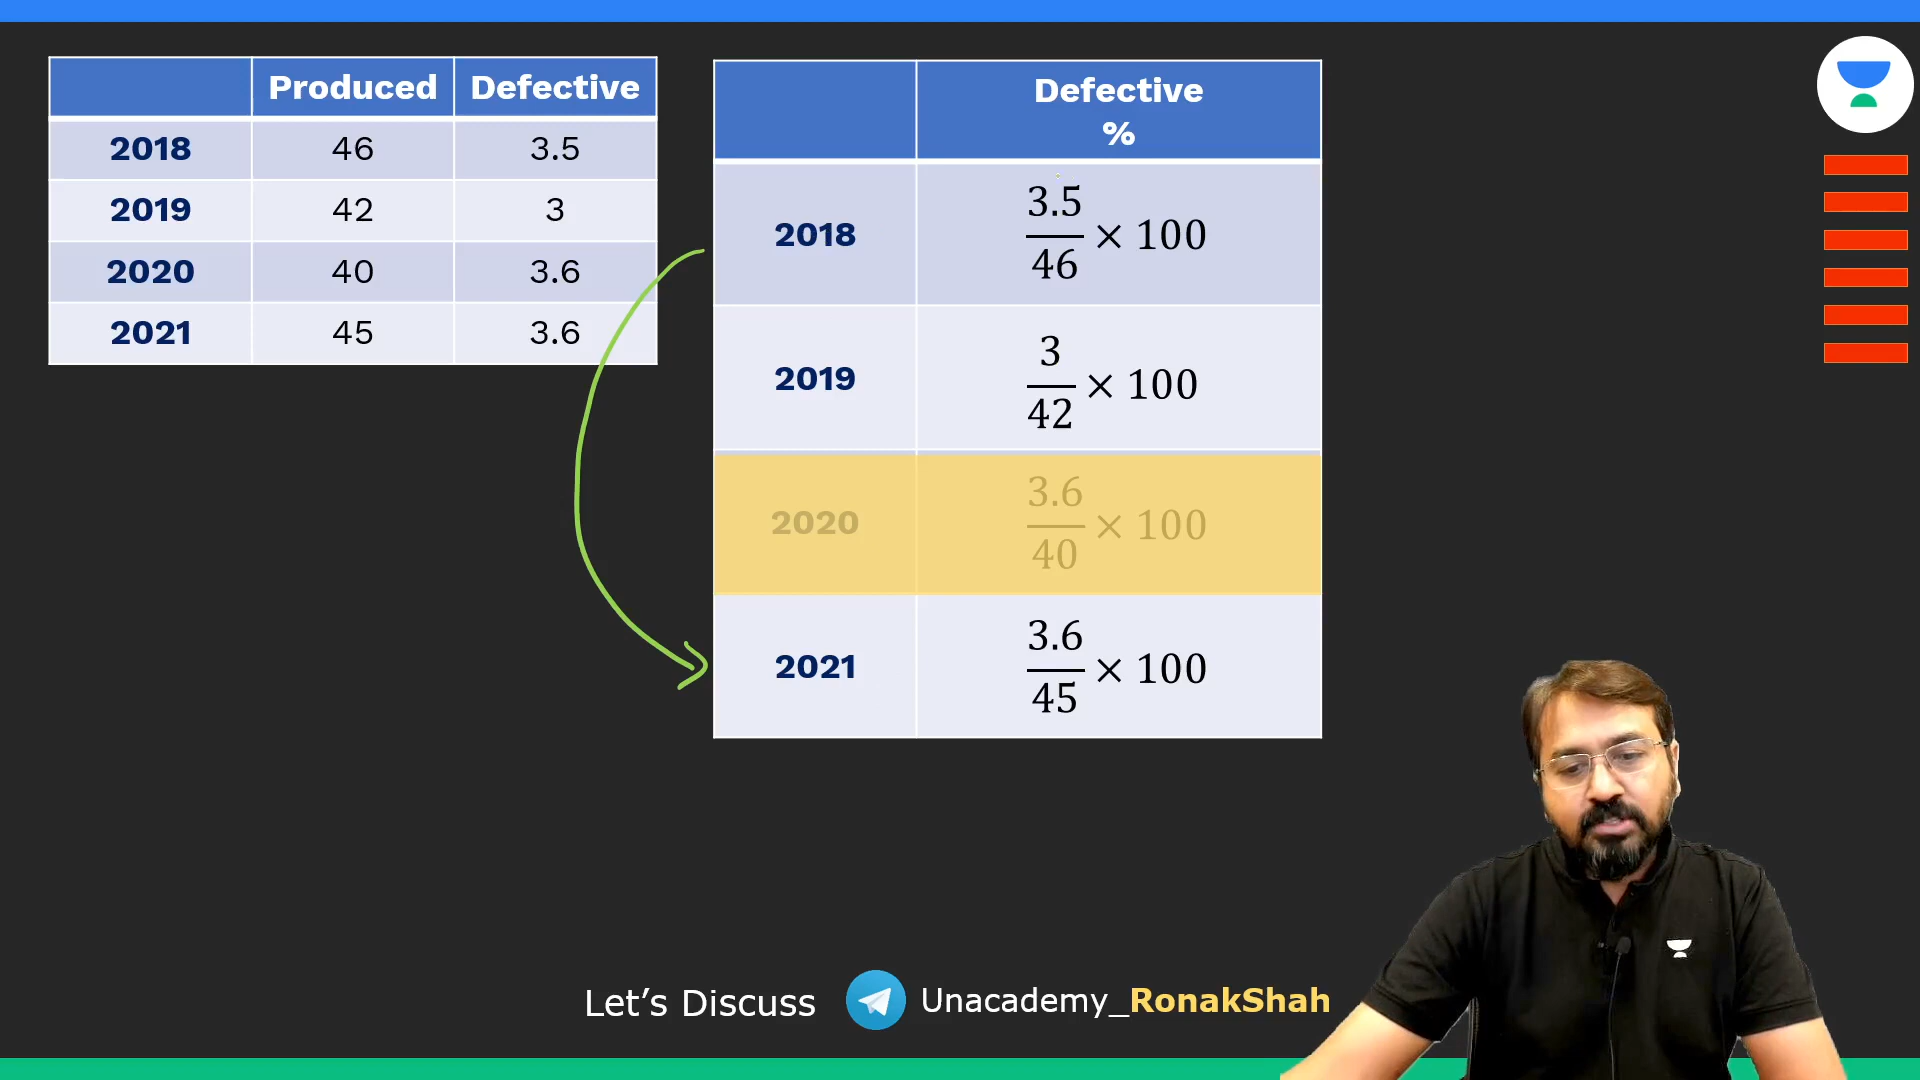 Produced Defective
2018 46 3.5
2019 42 3
2020 40 3.6
2021 45 3.6
Defective
%
2018 3.5/46 × 100
2019 3/42 × 100
2020 3.6/40 × 100
2021 3.6/45 × 100
Let’s Discuss Unacademy_RonakShah